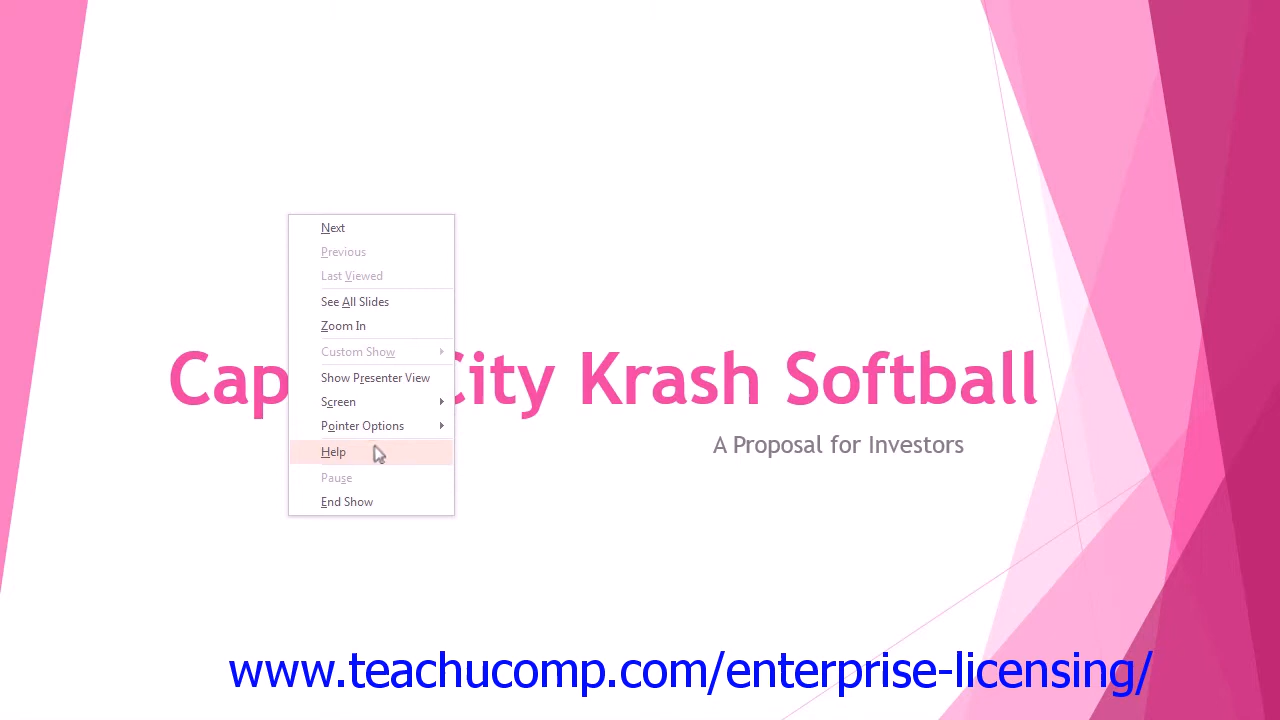 Next
Previous
Last Viewed
See All Slides
Zoom In
Custom Show
Show Presenter View
Screen
Pointer Options
Help
Pause
End Show
Cap City Krash Softball
A Proposal for Investors
www.teachucomp.com/enterprise-licensing/